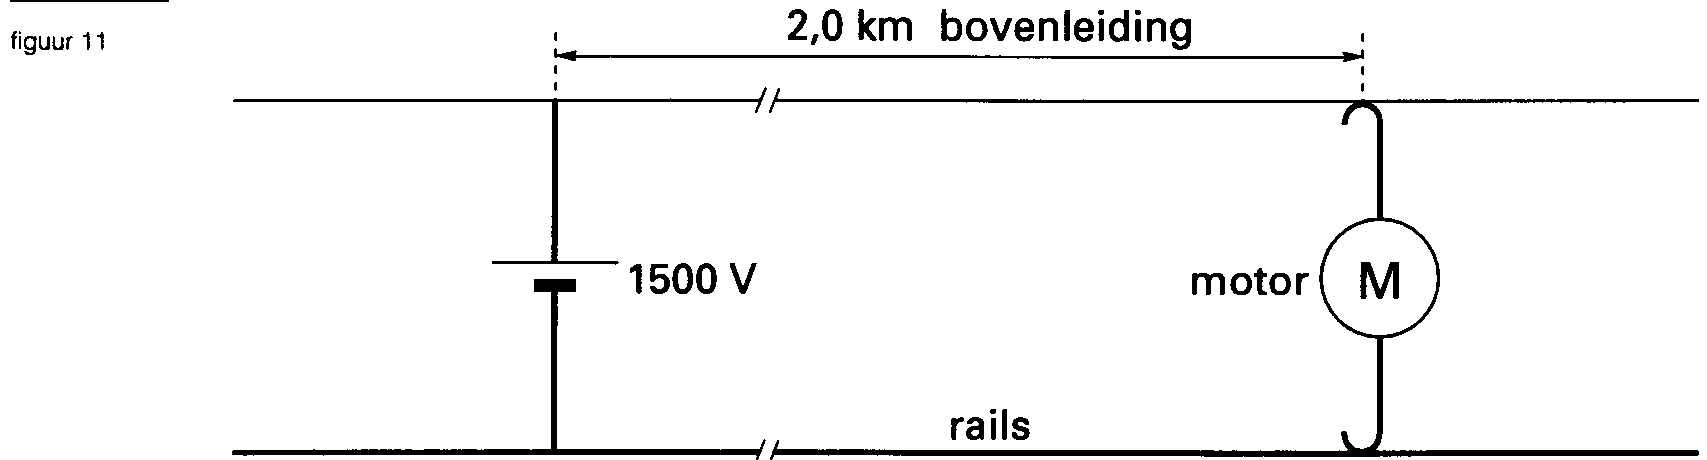 figuur 11
2,0 km bovenleiding
1500 V
motor
M
rails